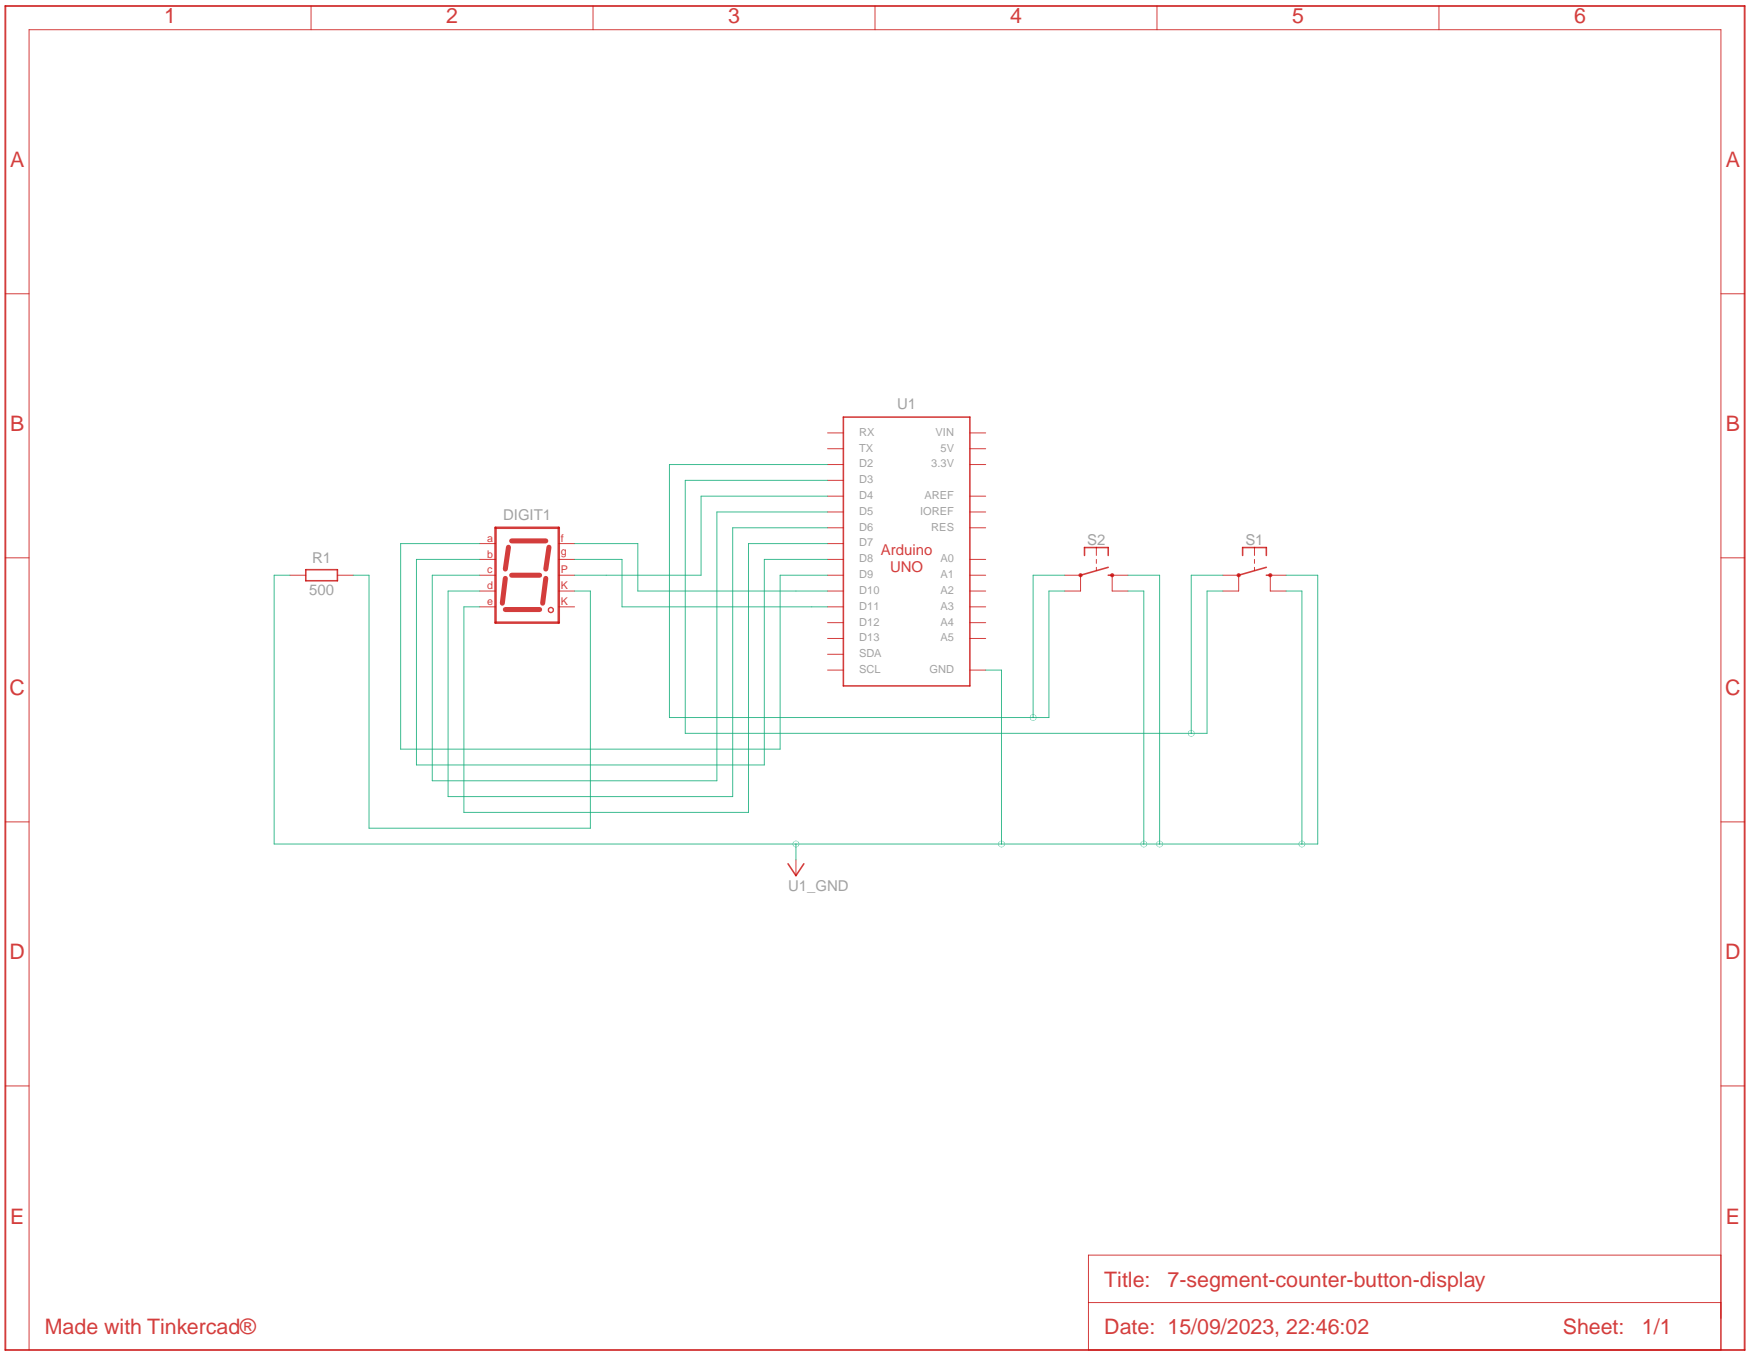 1 2 3 4 5 6
A A
B B
C C
D D
E E
U1
RX VIN
TX 5V
D2 3.3V
D3
D4 AREF
D5 IOREF
D6 RES
D7
Arduino
UNO
D8 A0
D9 A1
D10 A2
D11 A3
D12 A4
D13 A5
SDA
SCL GND
DIGIT1
a f
b g
c P
d K
e K
R1
500
S2
S1
U1_GND
Title: 7-segment-counter-button-display
Date: 15/09/2023, 22:46:02 Sheet: 1/1
Made with Tinkercad®